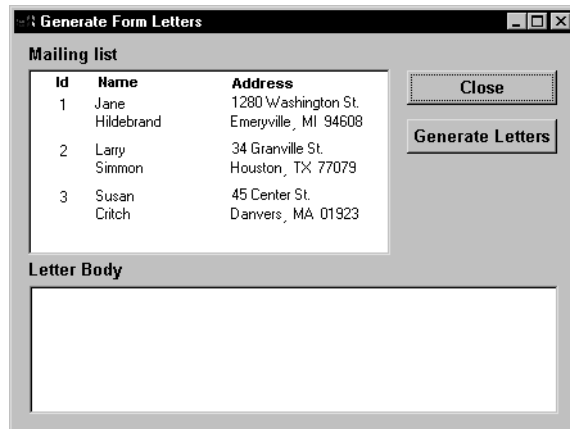 Generate Form Letters
Mailing list
Id Name Address
1 Jane 1280 Washington St.
Hildebrand Emeryville, MI 94608
2 Larry 34 Granville St.
Simmon Houston, TX 77079
3 Susan 45 Center St.
Critch Danvers, MA 01923
Close
Generate Letters
Letter Body